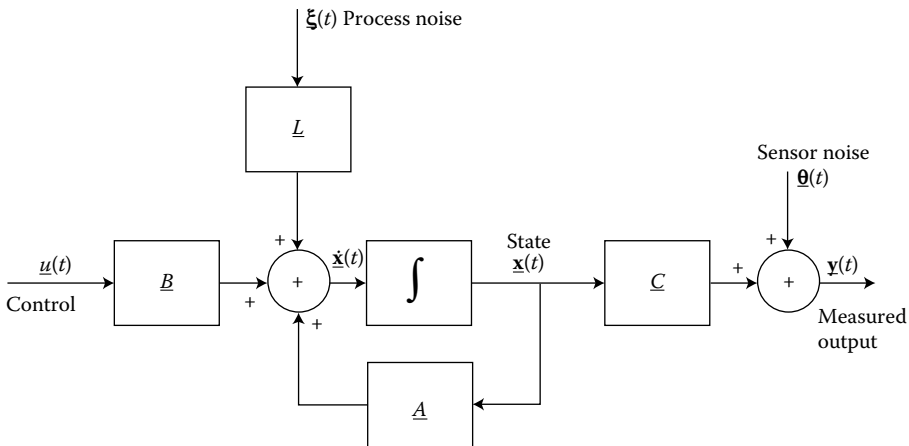 ξ(t) Process noise
L
Sensor noise
θ(t)
+
+
u(t)
Control
B
+
+
ẋ(t)
∫
State
x(t)
C
+
+
y(t)
Measured
output
+
A